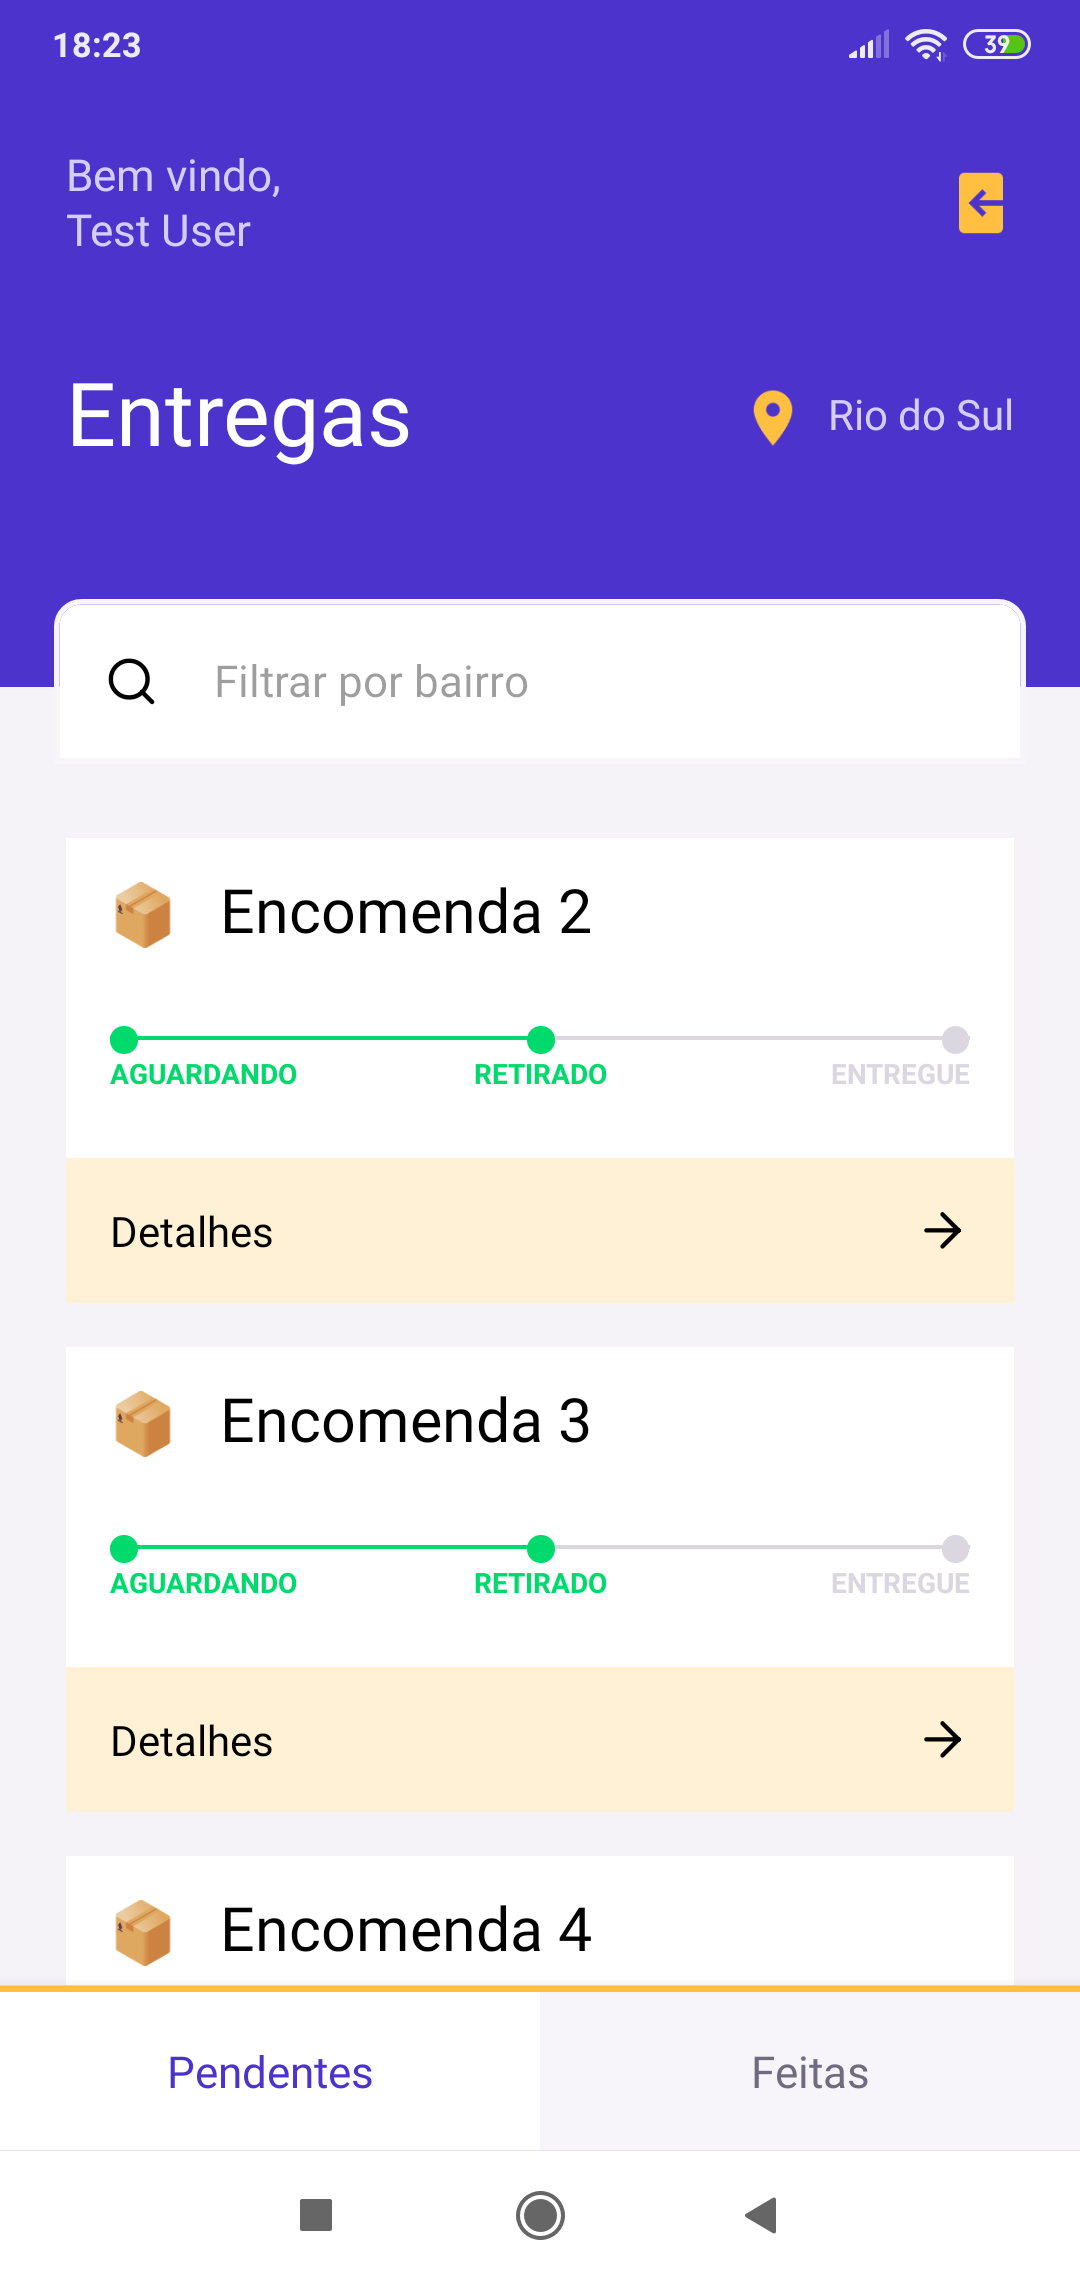 18:23
39
Bem vindo,
Test User
Entregas
Rio do Sul
Filtrar por bairro
Encomenda 2
AGUARDANDO RETIRADO ENTREGUE
Detalhes
Encomenda 3
AGUARDANDO RETIRADO ENTREGUE
Detalhes
Encomenda 4
Pendentes Feitas